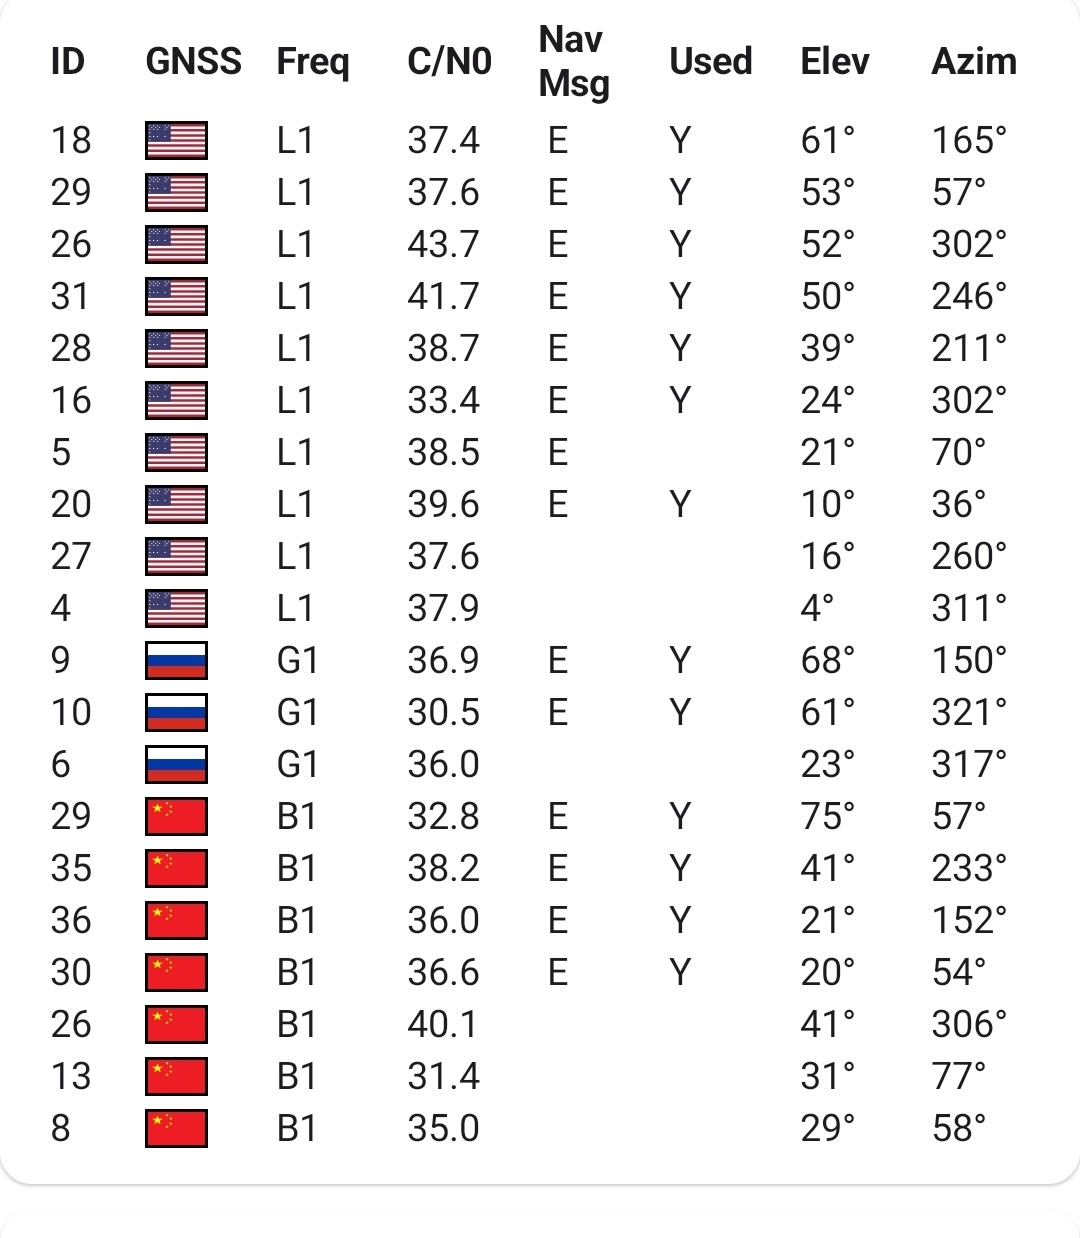 ID GNSS Freq C/N0 Nav Msg Used Elev Azim
18 L1 37.4 E Y 61° 165°
29 L1 37.6 E Y 53° 57°
26 L1 43.7 E Y 52° 302°
31 L1 41.7 E Y 50° 246°
28 L1 38.7 E Y 39° 211°
16 L1 33.4 E Y 24° 302°
5 L1 38.5 E 21° 70°
20 L1 39.6 E Y 10° 36°
27 L1 37.6 16° 260°
4 L1 37.9 4° 311°
9 G1 36.9 E Y 68° 150°
10 G1 30.5 E Y 61° 321°
6 G1 36.0 23° 317°
29 B1 32.8 E Y 75° 57°
35 B1 38.2 E Y 41° 233°
36 B1 36.0 E Y 21° 152°
30 B1 36.6 E Y 20° 54°
26 B1 40.1 41° 306°
13 B1 31.4 31° 77°
8 B1 35.0 29° 58°